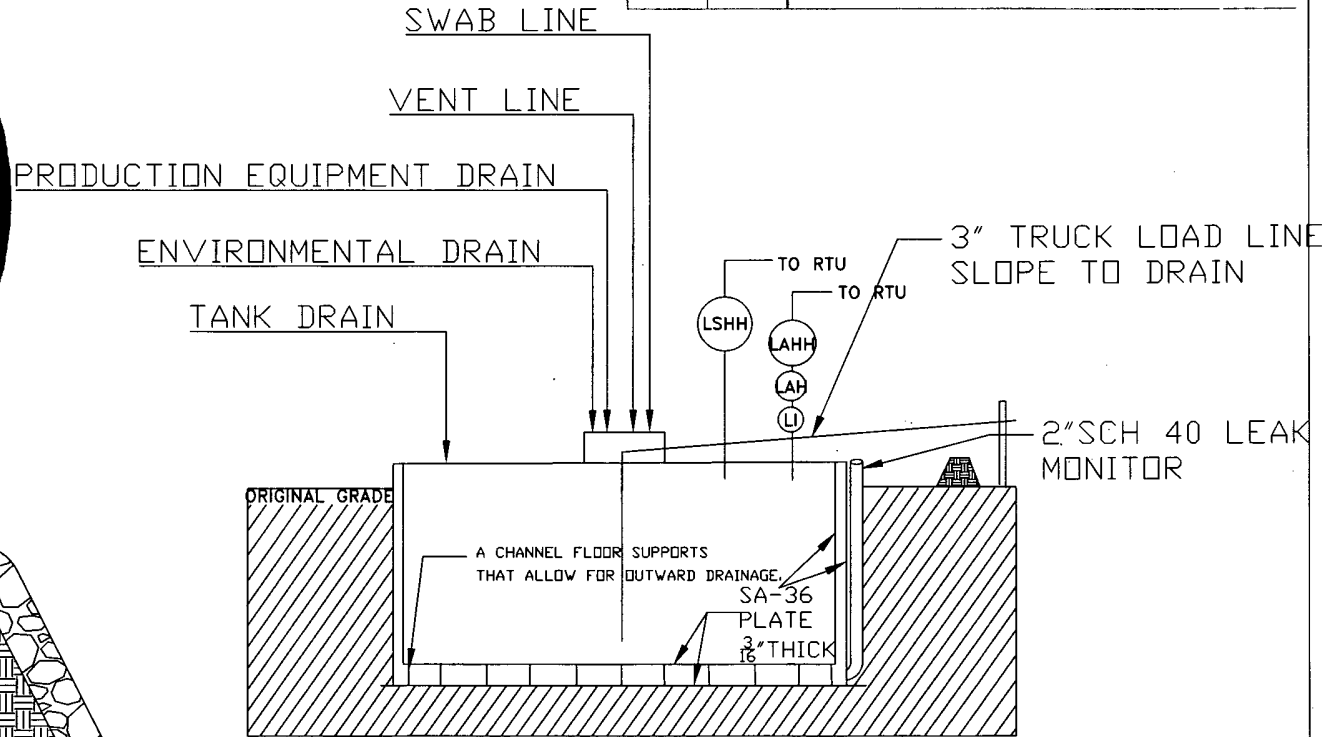 SWAB LINE
VENT LINE
PRODUCTION EQUIPMENT DRAIN
ENVIRONMENTAL DRAIN
TANK DRAIN
TO RTU
TO RTU
LSHH
LAHH
LAH
LI
3" TRUCK LOAD LINE
SLOPE TO DRAIN
2"SCH 40 LEAK
MONITOR
ORIGINAL GRADE
A CHANNEL FLOOR SUPPORTS
THAT ALLOW FOR OUTWARD DRAINAGE.
SA-36
PLATE
3/16"THICK